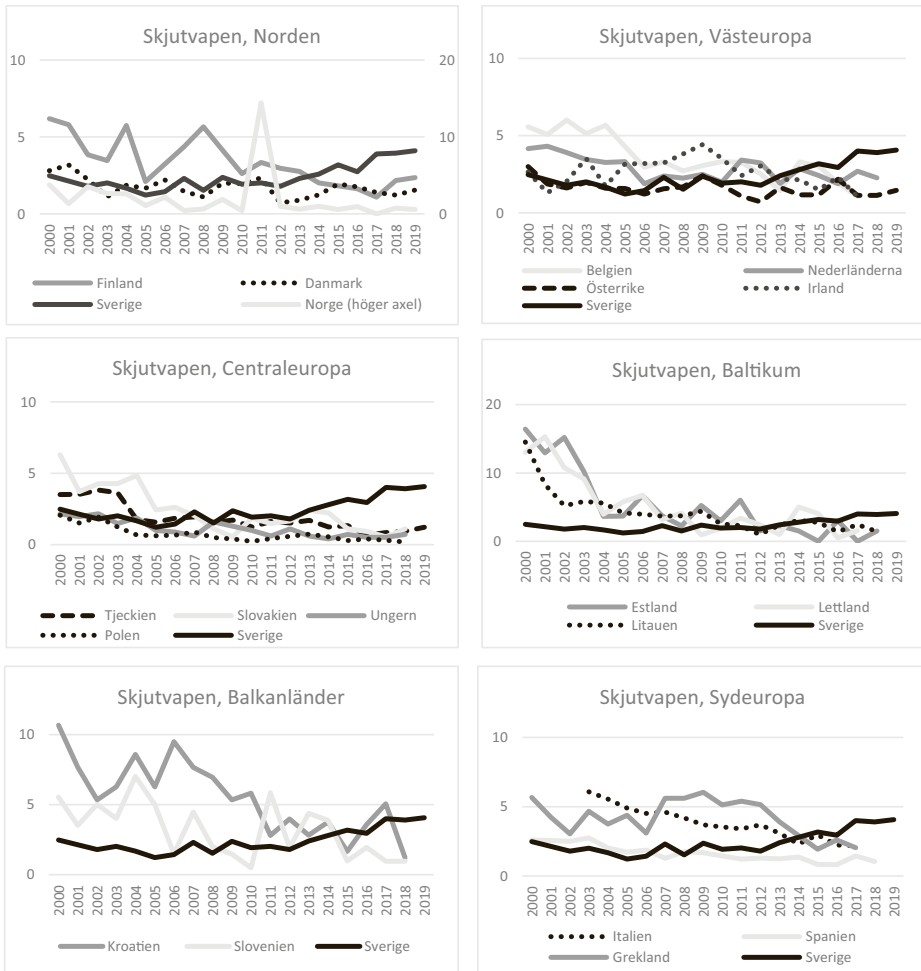 Skjutvapen, Norden
10 20
5 10
0 0
2000 2001 2002 2003 2004 2005 2006 2007 2008 2009 2010 2011 2012 2013 2014 2015 2016 2017 2018 2019
Finland Danmark
Sverige Norge (höger axel)
Skjutvapen, Västeuropa
10
5
0
2000 2001 2002 2003 2004 2005 2006 2007 2008 2009 2010 2011 2012 2013 2014 2015 2016 2017 2018 2019
Belgien Nederländerna
Österrike Irland
Sverige
Skjutvapen, Centraleuropa
10
5
0
2000 2001 2002 2003 2004 2005 2006 2007 2008 2009 2010 2011 2012 2013 2014 2015 2016 2017 2018 2019
Tjeckien Slovakien Ungern
Polen Sverige
Skjutvapen, Baltikum
20
10
0
2000 2001 2002 2003 2004 2005 2006 2007 2008 2009 2010 2011 2012 2013 2014 2015 2016 2017 2018 2019
Estland Lettland
Litauen Sverige
Skjutvapen, Balkanländer
10
5
0
2000 2001 2002 2003 2004 2005 2006 2007 2008 2009 2010 2011 2012 2013 2014 2015 2016 2017 2018 2019
Kroatien Slovenien Sverige
Skjutvapen, Sydeuropa
10
5
0
2000 2001 2002 2003 2004 2005 2006 2007 2008 2009 2010 2011 2012 2013 2014 2015 2016 2017 2018 2019
Italien Spanien
Grekland Sverige